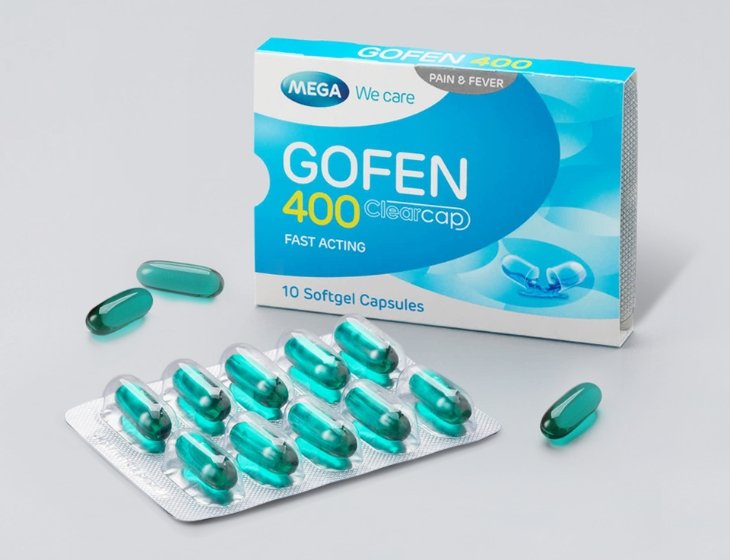 GOFEN 400
PAIN & FEVER
MEGA We care
GOFEN
400 Clearcap
FAST ACTING
10 Softgel Capsules